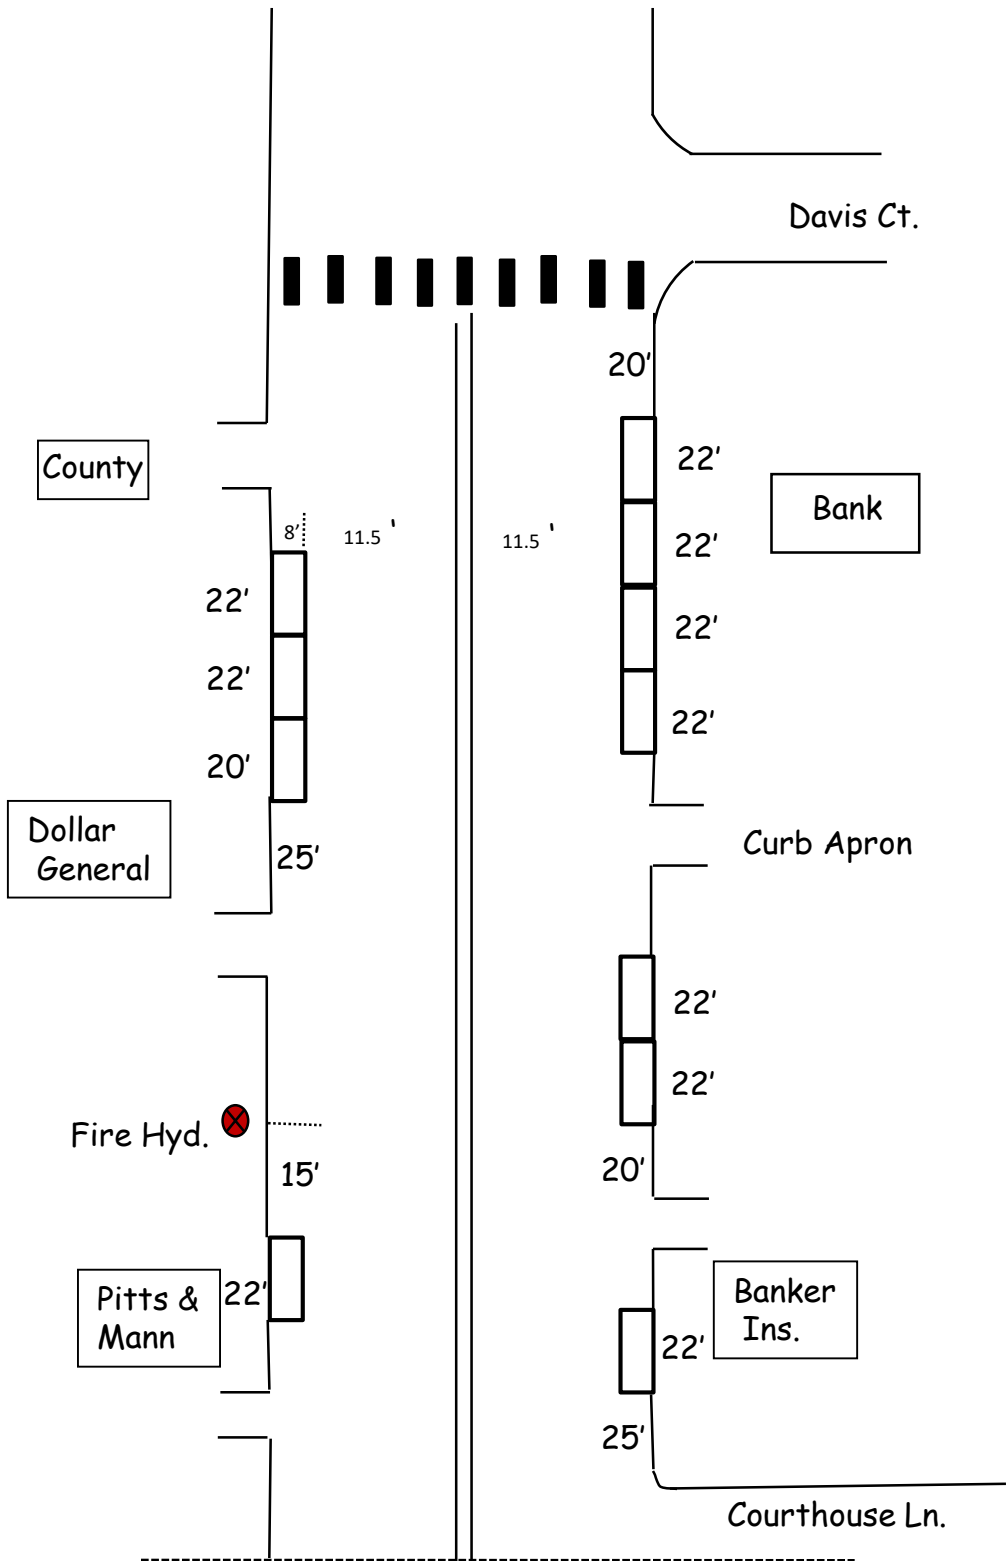 Davis Ct.
20'
County
22'
Bank
8'
11.5 '
11.5 '
22'
22'
22'
22'
22'
20'
22'
Dollar
General
25'
Curb Apron
22'
22'
Fire Hyd.
15'
20'
Pitts &
Mann
22'
Banker
Ins.
22'
25'
Courthouse Ln.